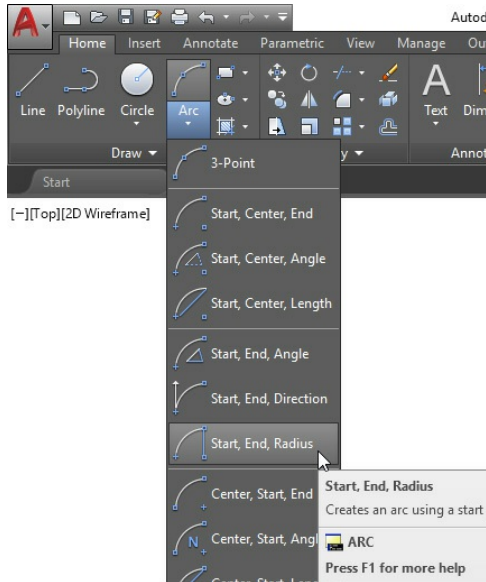 Autod
Home Insert Annotate Parametric View Manage Ou
Line Polyline Circle Arc Text Dim
Draw y Annot
Start
[−][Top][2D Wireframe]
3-Point
Start, Center, End
Start, Center, Angle
Start, Center, Length
Start, End, Angle
Start, End, Direction
Start, End, Radius
Start, End, Radius
Center, Start, End
Creates an arc using a start
Center, Start, Angl
ARC
Press F1 for more help